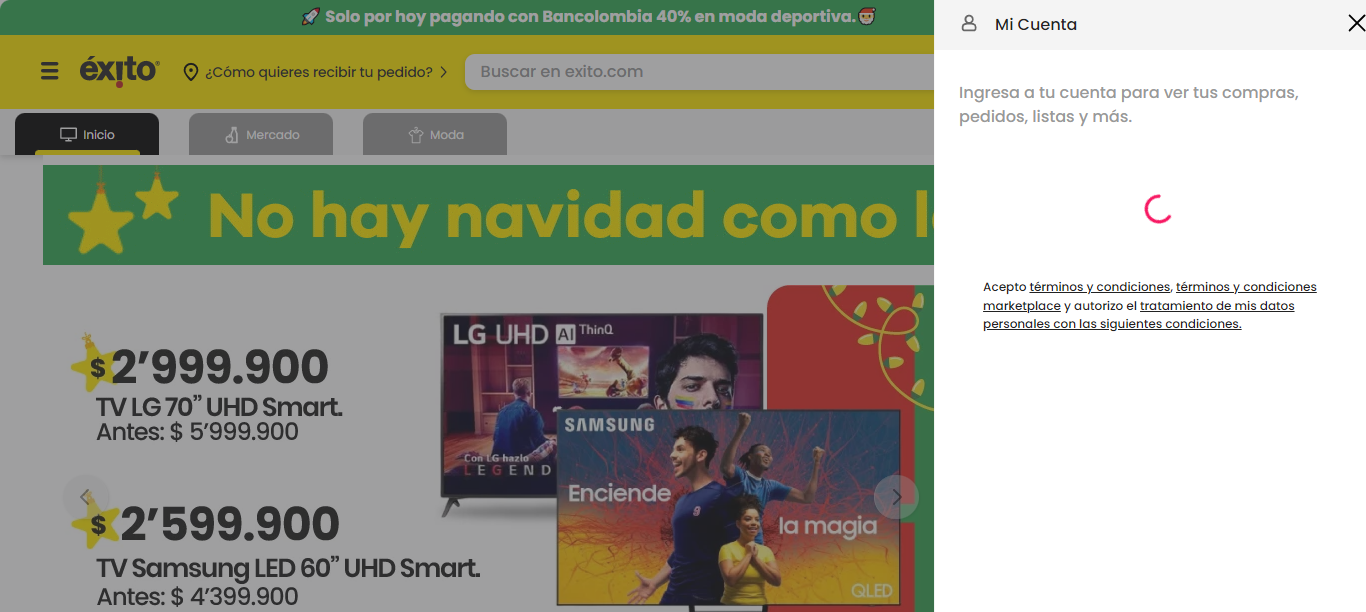 🚀 Solo por hoy pagando con Bancolombia 40% en moda deportiva.🎅
éxito
¿Cómo quieres recibir tu pedido?
Buscar en exito.com
Inicio
Mercado
Moda
No hay navidad como l
$2’999.900
TV LG 70” UHD Smart.
Antes: $ 5’999.900
$2’599.900
TV Samsung LED 60” UHD Smart.
Antes: $ 4’399.900
LG UHD AI ThinQ
Con LG hazlo
LEGEND
SAMSUNG
Enciende
la magia
QLED
Mi Cuenta
Ingresa a tu cuenta para ver tus compras,
pedidos, listas y más.
Acepto términos y condiciones, términos y condiciones
marketplace y autorizo el tratamiento de mis datos
personales con las siguientes condiciones.